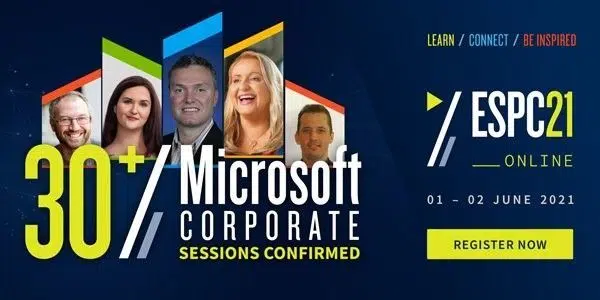 LEARN / CONNECT / BE INSPIRED
ESPC21
ONLINE
01 – 02 JUNE 2021
REGISTER NOW
30+
Microsoft
CORPORATE
SESSIONS CONFIRMED